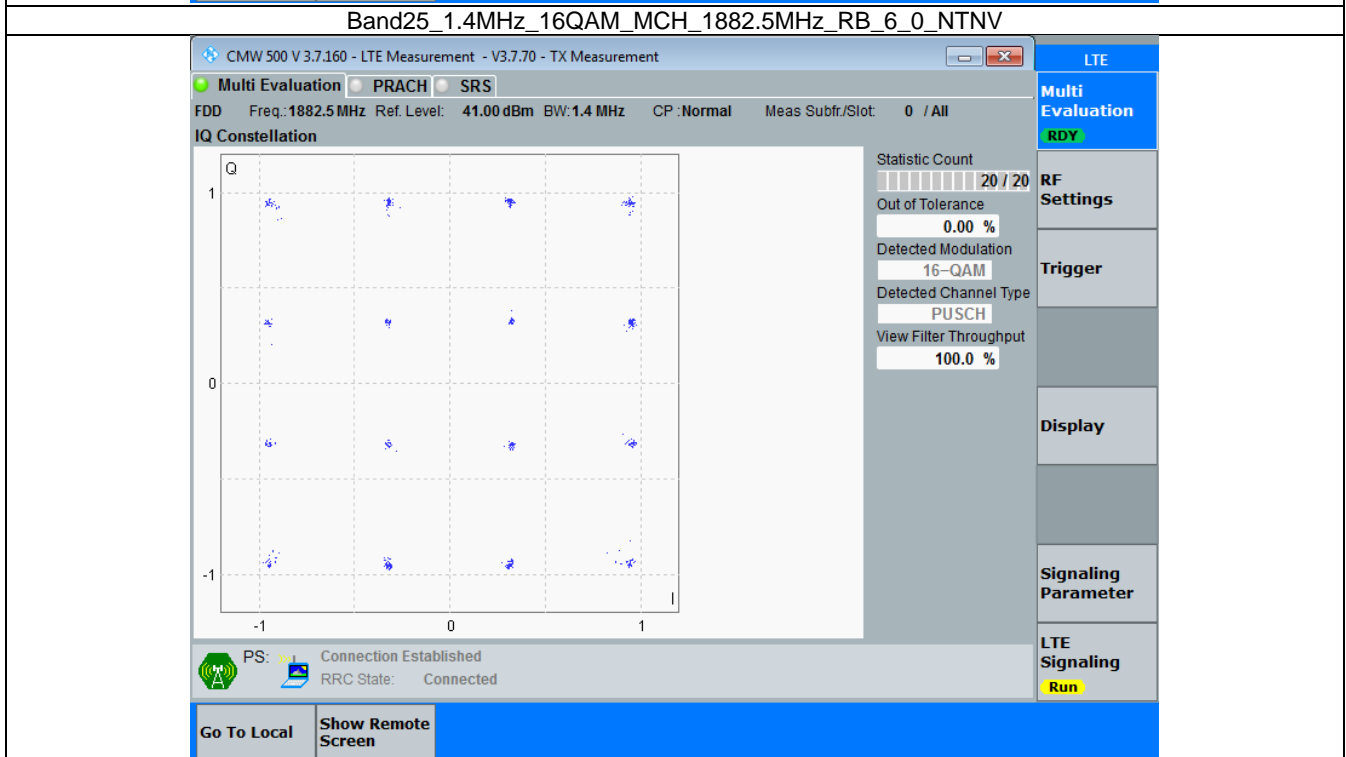 Band25_1.4MHz_16QAM_MCH_1882.5MHz_RB_6_0_NTNV
CMW 500 V 3.7.160 - LTE Measurement - V3.7.70 - TX Measurement
LTE
Multi Evaluation PRACH SRS
Multi
Evaluation
RDY
FDD Freq.:1882.5 MHz Ref. Level: 41.00 dBm BW:1.4 MHz CP :Normal Meas Subfr./Slot: 0 / All
IQ Constellation
Q
1
0
-1
I
-1 0 1
Statistic Count
20 / 20
Out of Tolerance
0.00 %
Detected Modulation
16–QAM
Detected Channel Type
PUSCH
View Filter Throughput
100.0 %
RF
Settings
Trigger
Display
Signaling
Parameter
LTE
Signaling
Run
PS: Connection Established
RRC State: Connected
Go To Local
Show Remote
Screen